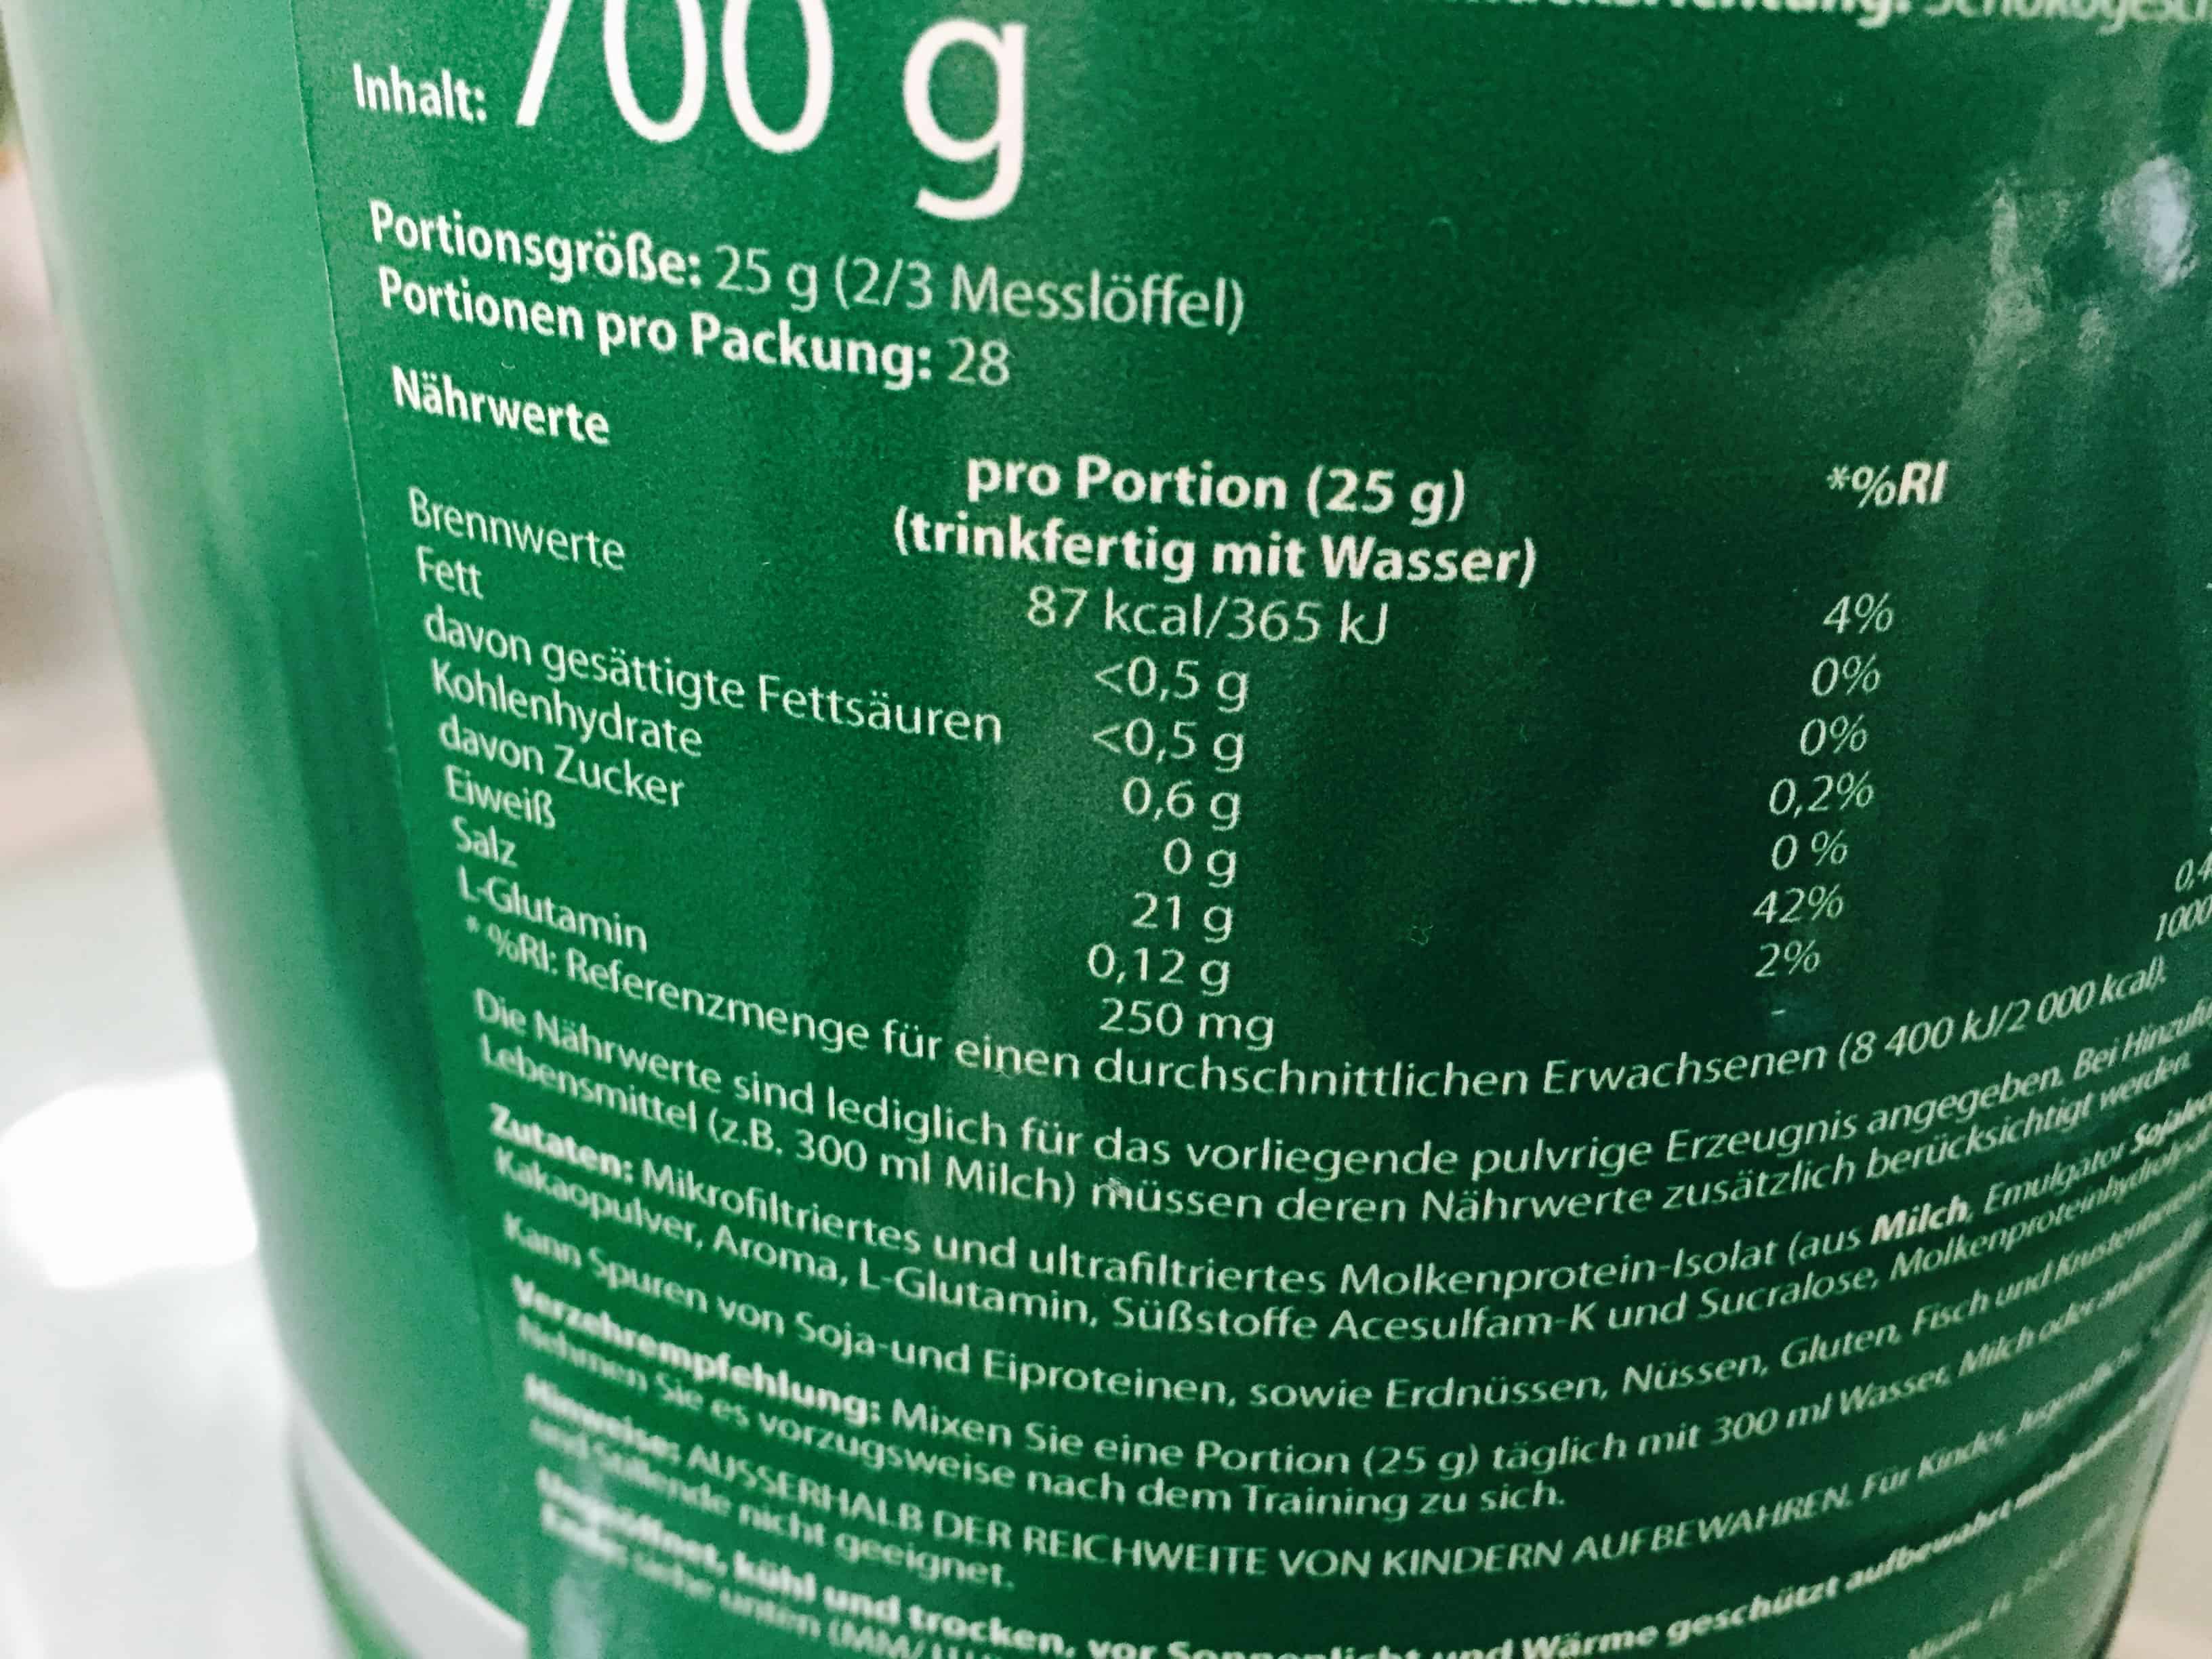 Inhalt: 700 g
Portionsgröße: 25 g (2/3 Messlöffel)
Portionen pro Packung: 28
Nährwerte
pro Portion (25 g) *%RI
(trinkfertig mit Wasser)
Brennwerte 87 kcal/365 kJ 4%
Fett <0,5 g 0%
davon gesättigte Fettsäuren <0,5 g 0%
Kohlenhydrate 0,6 g 0,2%
davon Zucker 0 g 0 %
Eiweiß 21 g 42%
Salz 0,12 g 2%
L-Glutamin 250 mg -
* %RI: Referenzmenge für einen durchschnittlichen Erwachsenen (8 400 kJ/2 000 kcal).
Die Nährwerte sind lediglich für das vorliegende pulvrige Erzeugnis angegeben. Bei
Lebensmittel (z.B. 300 ml Milch) müssen deren Nährwerte zusätzlich berücksichtigt werden.
Zutaten: Mikrofiltriertes und ultrafiltriertes Molkenprotein-Isolat (aus Milch, Emulgator
Kakaopulver, Aroma, L-Glutamin, Süßstoffe Acesulfam-K und Sucralose,
Kann Spuren von Soja-und Eiproteinen, sowie Erdnüssen, Nüssen, Gluten, Fisch und
Verzehrempfehlung: Mixen Sie eine Portion (25 g) täglich mit 300 ml Wasser, Milch oder
Nehmen Sie es vorzugsweise nach dem Training zu sich.
Hinweise: AUSSERHALB DER REICHWEITE VON KINDERN AUFBEWAHREN. Für Kinder,
und Stillende nicht geeignet.
Ungeöffnet, kühl und trocken, vor Sonnenlicht und Wärme geschützt aufbewahrt
siehe unten